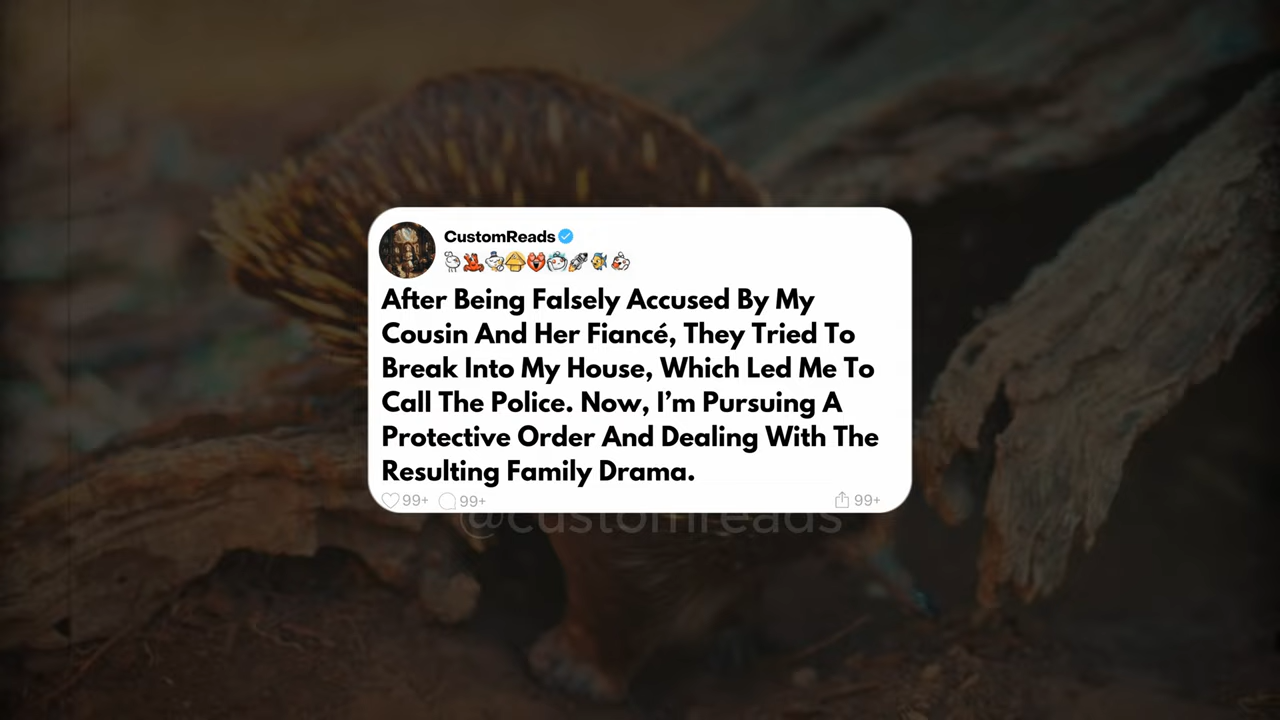 CustomReads
After Being Falsely Accused By My
Cousin And Her Fiancé, They Tried To
Break Into My House, Which Led Me To
Call The Police. Now, I’m Pursuing A
Protective Order And Dealing With The
Resulting Family Drama.
99+ 99+ 99+
@customreads